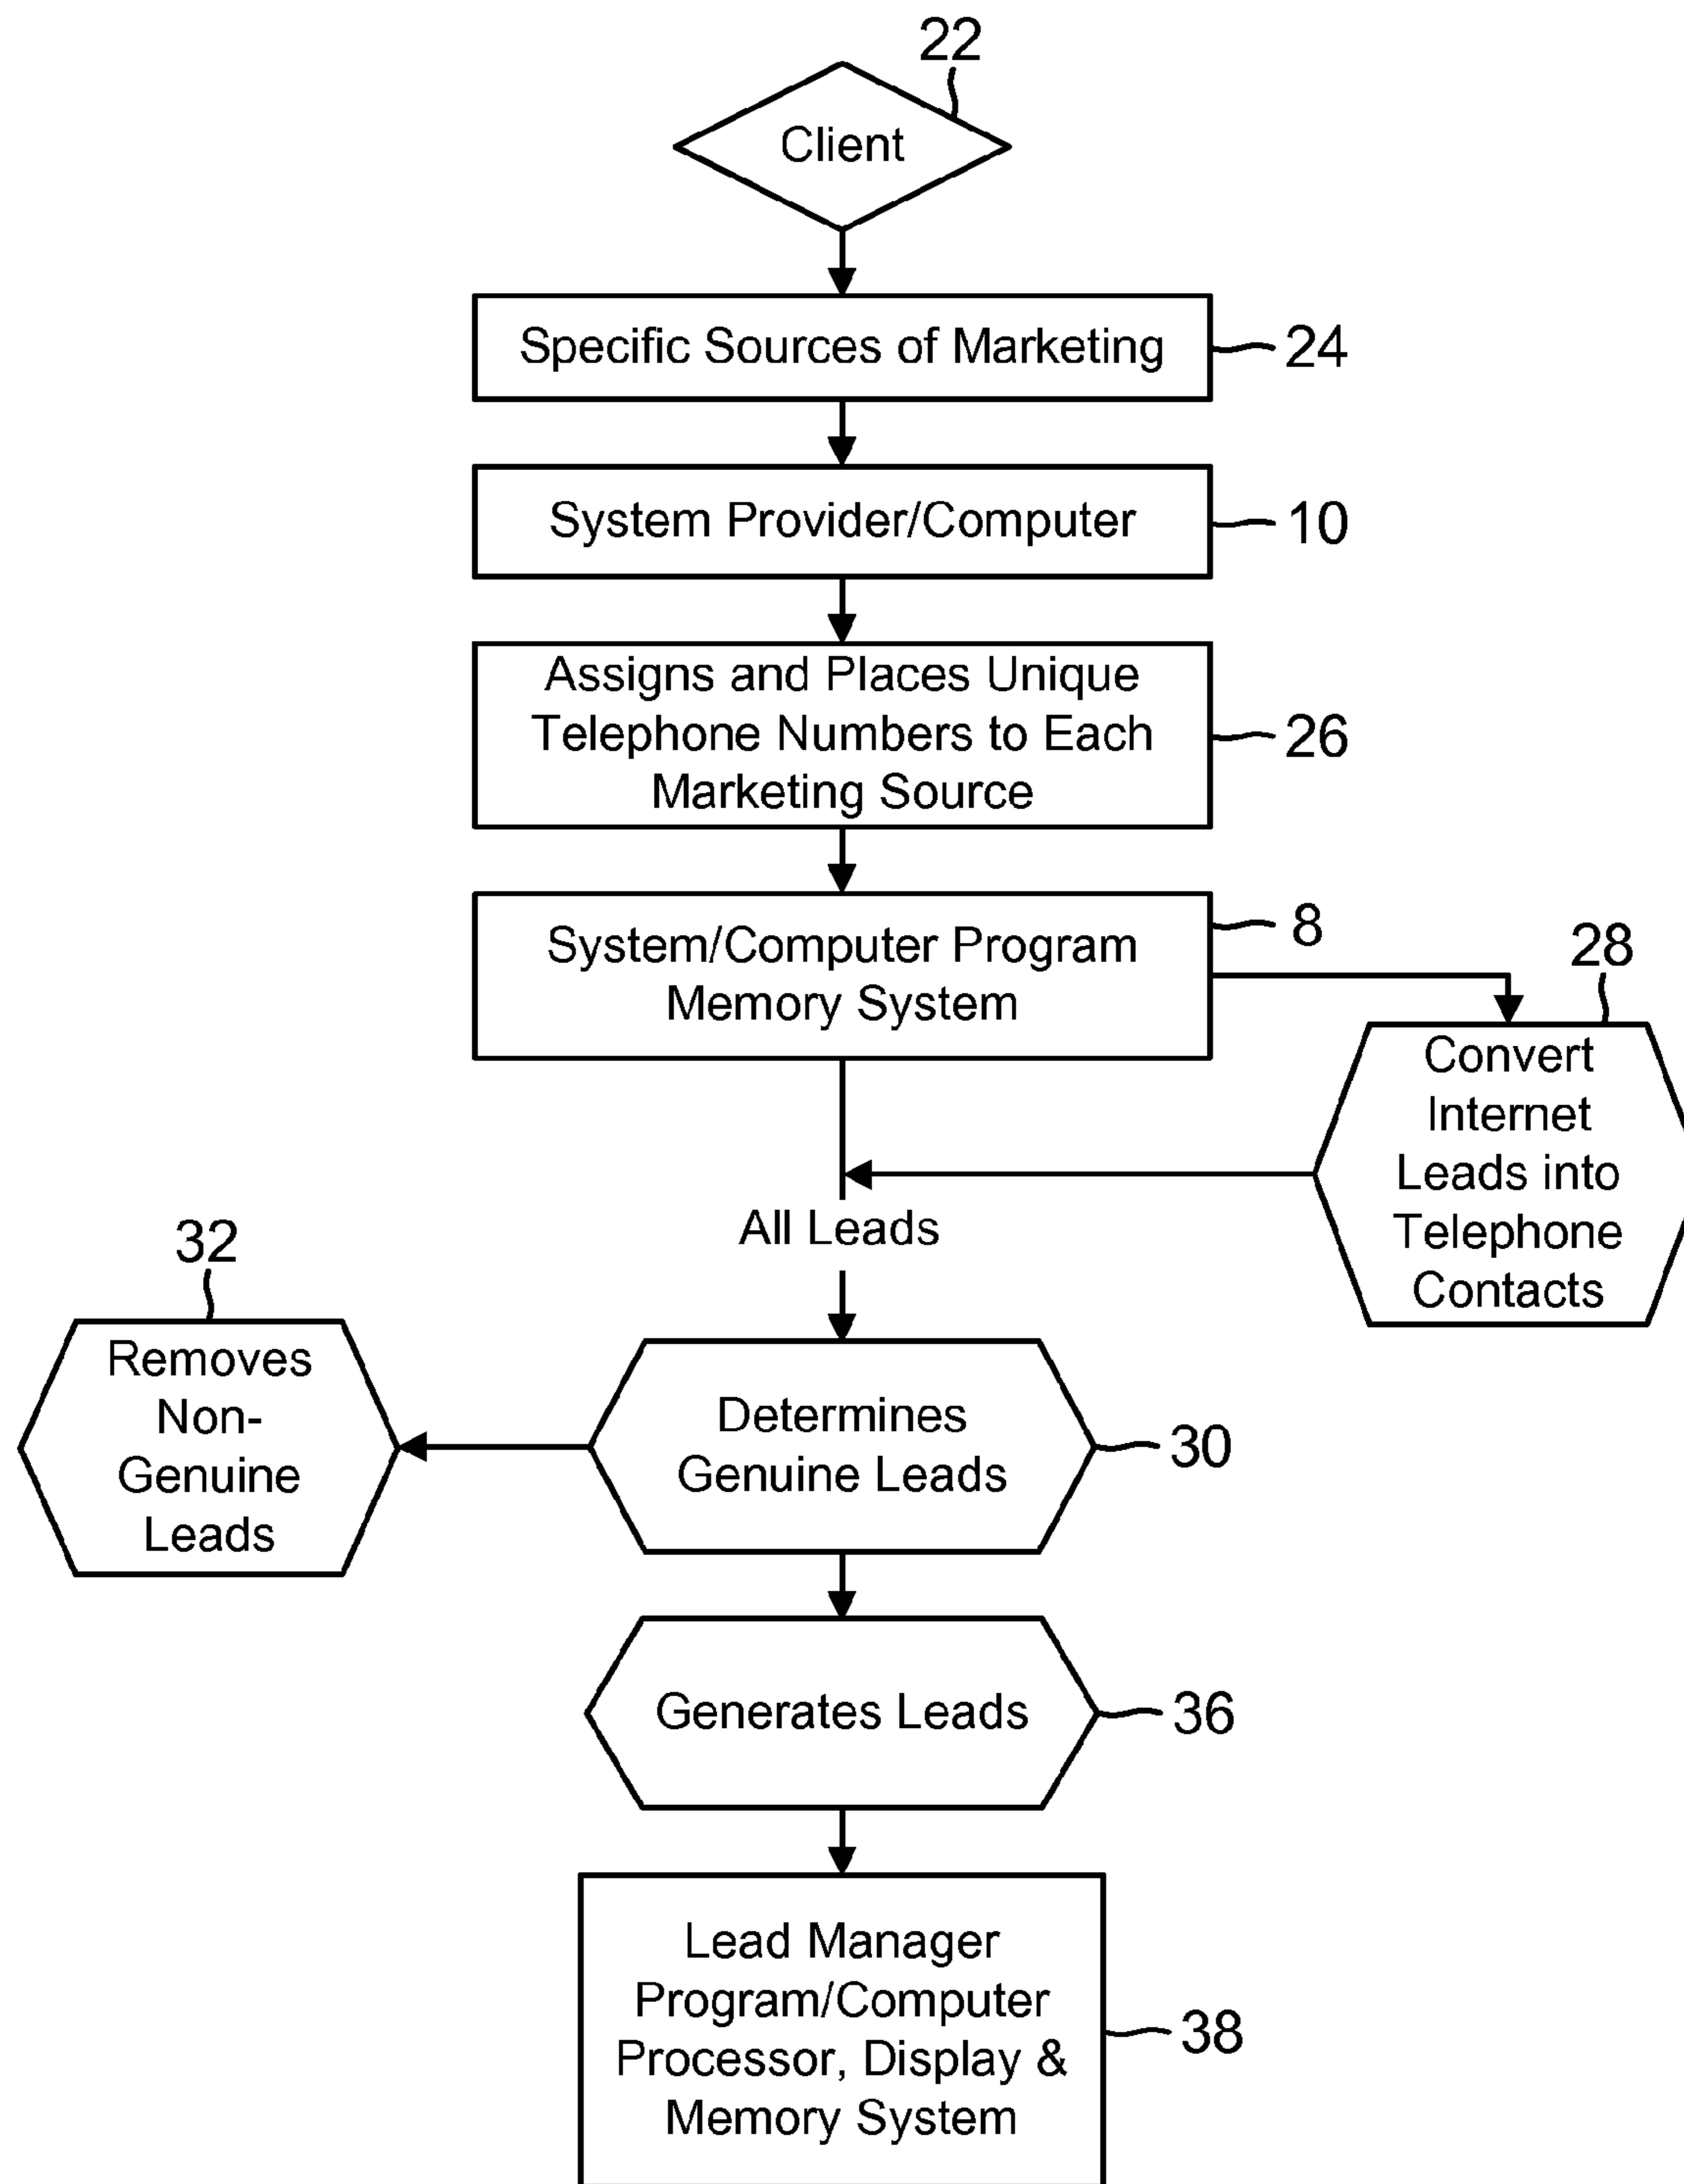 22
Client
Specific Sources of Marketing
24
System Provider/Computer
10
Assigns and Places Unique
Telephone Numbers to Each
Marketing Source
26
System/Computer Program
Memory System
8
28
Convert
Internet
Leads into
Telephone
Contacts
All Leads
32
Removes
Non-
Genuine
Leads
Determines
Genuine Leads
30
Generates Leads
36
Lead Manager
Program/Computer
Processor, Display &
Memory System
38